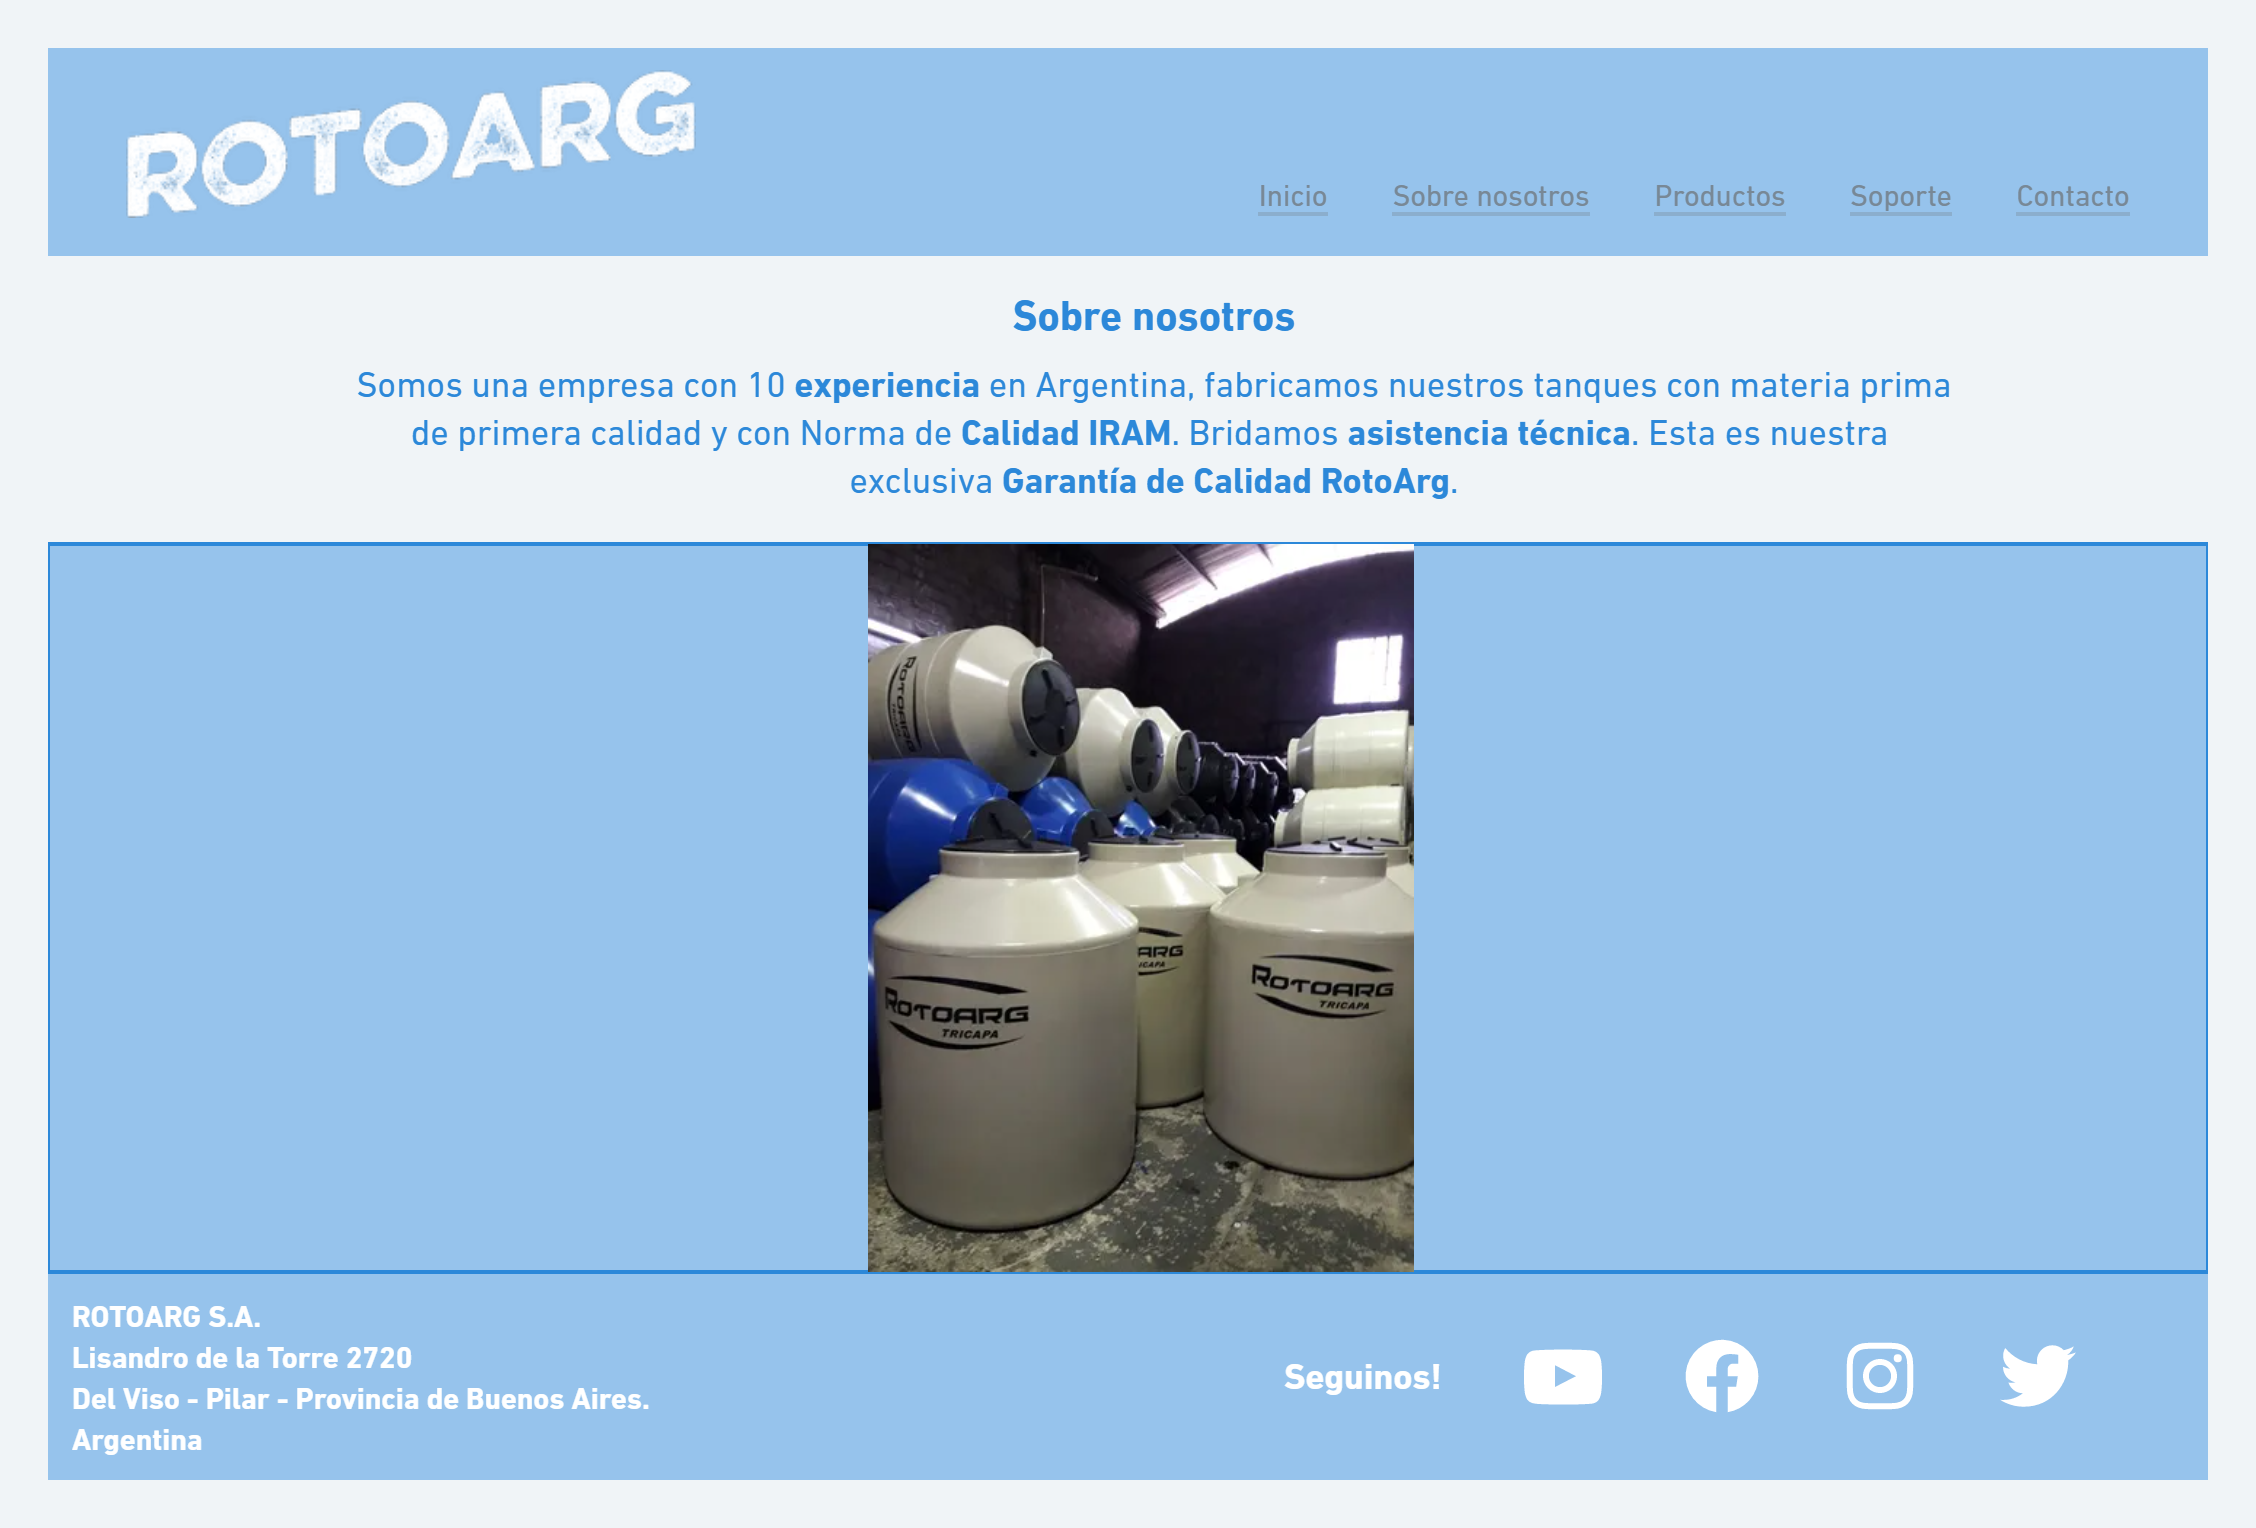 ROTOARG
Inicio Sobre nosotros Productos Soporte Contacto
Sobre nosotros
Somos una empresa con 10 experiencia en Argentina, fabricamos nuestros tanques con materia prima
de primera calidad y con Norma de Calidad IRAM. Bridamos asistencia técnica. Esta es nuestra
exclusiva Garantía de Calidad RotoArg.
ROTOARG
ARG
ICAPA
ROTOARG
TRICAPA
ROTOARG
TRICAPA
ROTOARG S.A.
Lisandro de la Torre 2720
Del Viso - Pilar - Provincia de Buenos Aires.
Argentina
Seguinos!